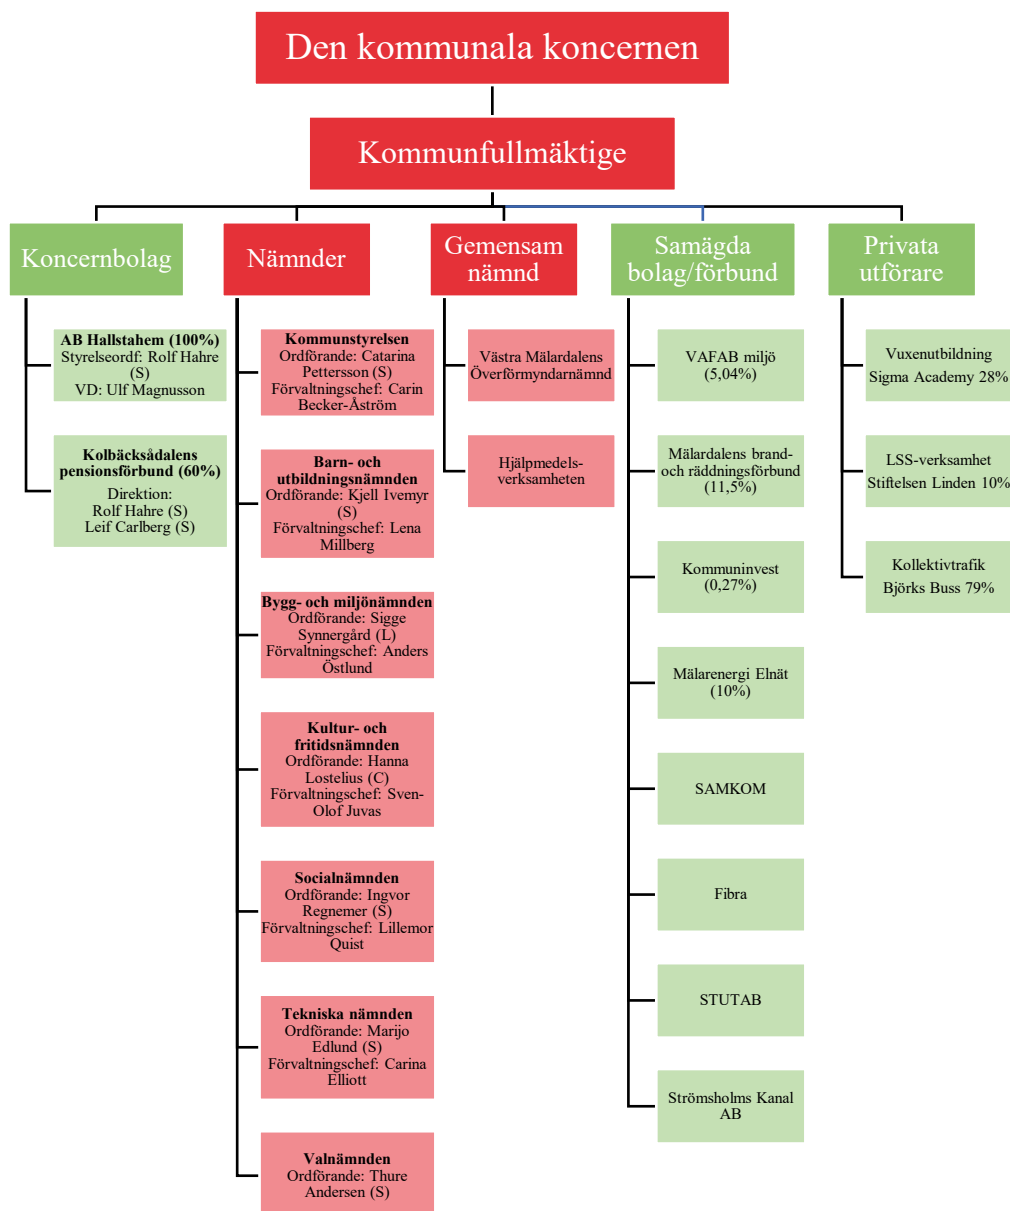 Den kommunala koncernen
Kommunfullmäktige
Koncernbolag
AB Hallstahem (100%)
Styrelseordf: Rolf Hahre
(S)
VD: Ulf Magnusson
Kolbäcksådalens
pensionsförbund (60%)
Direktion:
Rolf Hahre (S)
Leif Carlberg (S)
Nämnder
Kommunstyrelsen
Ordförande: Catarina
Pettersson (S)
Förvaltningschef: Carin
Becker-Åström
Barn- och
utbildningsnämnden
Ordförande: Kjell Ivemyr
(S)
Förvaltningschef: Lena
Millberg
Bygg- och miljönämnden
Ordförande: Sigge
Synnergård (L)
Förvaltningschef: Anders
Östlund
Kultur- och
fritidsnämnden
Ordförande: Hanna
Lostelius (C)
Förvaltningschef: Sven-
Olof Juvas
Socialnämnden
Ordförande: Ingvor
Regnemer (S)
Förvaltningschef: Lillemor
Quist
Tekniska nämnden
Ordförande: Marijo
Edlund (S)
Förvaltningschef: Carina
Elliott
Valnämnden
Ordförande: Thure
Andersen (S)
Gemensam
nämnd
Västra Mälardalens
Överförmyndarnämnd
Hjälpmedels-
verksamheten
Samägda
bolag/förbund
VAFAB miljö
(5,04%)
Mälardalens brand-
och räddningsförbund
(11,5%)
Kommuninvest
(0,27%)
Mälarenergi Elnät
(10%)
SAMKOM
Fibra
STUTAB
Strömsholms Kanal
AB
Privata
utförare
Vuxenutbildning
Sigma Academy 28%
LSS-verksamhet
Stiftelsen Linden 10%
Kollektivtrafik
Björks Buss 79%